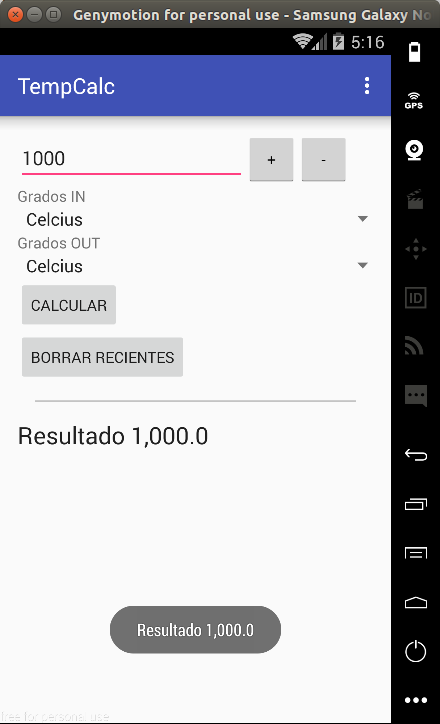 Genymotion for personal use - Samsung Galaxy No
5:16
TempCalc
1000
+
-
Grados IN
Celcius
Grados OUT
Celcius
CALCULAR
BORRAR RECIENTES
Resultado 1,000.0
Resultado 1,000.0
free for personal use
GPS
ID